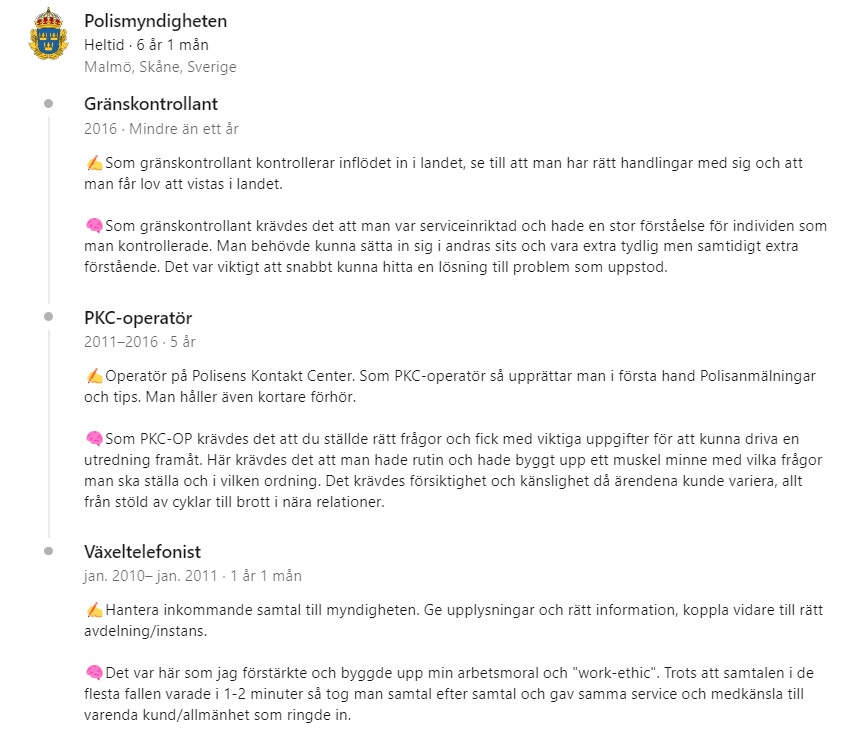 Polismyndigheten
Heltid · 6 år 1 mån
Malmö, Skåne, Sverige
Gränskontrollant
2016 · Mindre än ett år
✍️Som gränskontrollant kontrollerar inflödet in i landet, se till att man har rätt handlingar med sig och att
man får lov att vistas i landet.
🧠Som gränskontrollant krävdes det att man var serviceinriktad och hade en stor förståelse för individen som
man kontrollerade. Man behövde kunna sätta in sig i andras sits och vara extra tydlig men samtidigt extra
förstående. Det var viktigt att snabbt kunna hitta en lösning till problem som uppstod.
PKC-operatör
2011–2016 · 5 år
✍️Operatör på Polisens Kontakt Center. Som PKC-operatör så upprättar man i första hand Polisanmälningar
och tips. Man håller även kortare förhör.
🧠Som PKC-OP krävdes det att du ställde rätt frågor och fick med viktiga uppgifter för att kunna driva en
utredning framåt. Här krävdes det att man hade rutin och hade byggt upp ett muskel minne med vilka frågor
man ska ställa och i vilken ordning. Det krävdes försiktighet och känslighet då ärendena kunde variera, allt
från stöld av cyklar till brott i nära relationer.
Växeltelefonist
jan. 2010– jan. 2011 · 1 år 1 mån
✍️Hantera inkommande samtal till myndigheten. Ge upplysningar och rätt information, koppla vidare till rätt
avdelning/instans.
🧠Det var här som jag förstärkte och byggde upp min arbetsmoral och "work-ethic". Trots att samtalen i de
flesta fallen varade i 1-2 minuter så tog man samtal efter samtal och gav samma service och medkänsla till
varenda kund/allmänhet som ringde in.